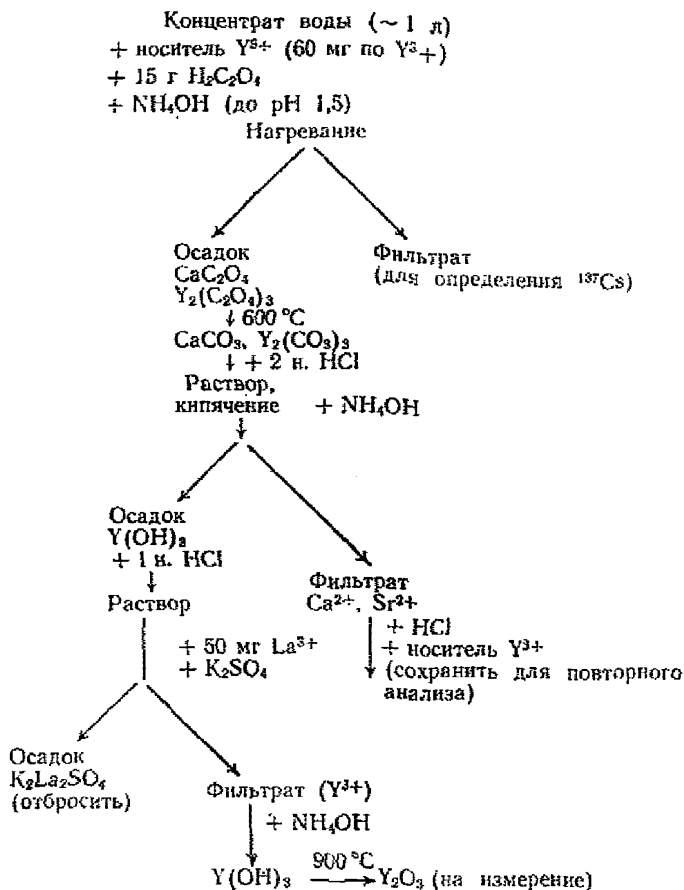 Концентрат воды (~ 1 л)
+ носитель Y³⁺ (60 мг по Y³+)
+ 15 г H₂C₂O₄
+ NH₄OH (до pH 1,5)
Нагревание
Осадок
CaC₂O₄
Y₂(C₂O₄)₃
↓ 600 °C
CaCO₃, Y₂(CO₃)₃
↓ + 2 н. HCl
Раствор,
кипячение + NH₄OH
Фильтрат
(для определения ¹³⁷Cs)
Осадок
Y(OH)₃
+ 1 н. HCl
Раствор
+ 50 мг La³⁺
+ K₂SO₄
Фильтрат
Ca²⁺, Sr²⁺
+ HCl
+ носитель Y³⁺
(сохранить для повторного
анализа)
Осадок
K₂La₂SO₄
(отбросить)
Фильтрат (Y³⁺)
+ NH₄OH
Y(OH)₃ 900 °C → Y₂O₃ (на измерение)